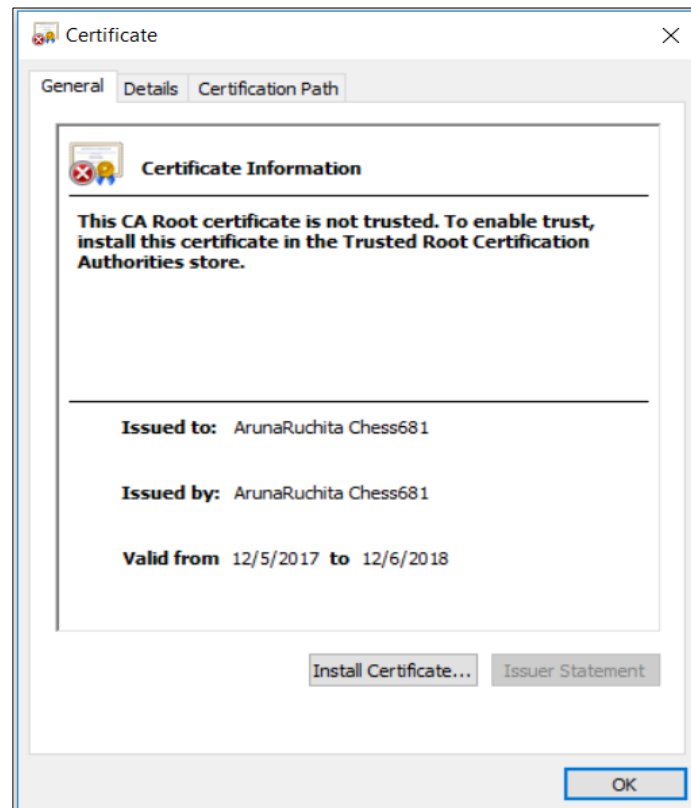 Certificate
General Details Certification Path
Certificate Information
This CA Root certificate is not trusted. To enable trust,
install this certificate in the Trusted Root Certification
Authorities store.
Issued to: ArunaRuchita Chess681
Issued by: ArunaRuchita Chess681
Valid from 12/5/2017 to 12/6/2018
Install Certificate... Issuer Statement
OK